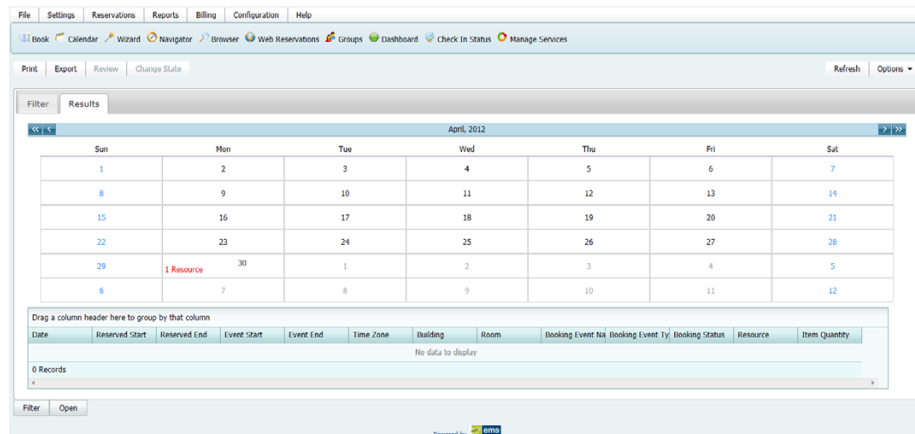 File Settings Reservations Reports Billing Configuration Help
Book Calendar Wizard Navigator Browser Web Reservations Groups Dashboard Check In Status Manage Services
Print Export Review Change State Refresh Options
Filter Results
April, 2012
Sun Mon Tue Wed Thu Fri Sat
1 2 3 4 5 6 7
8 9 10 11 12 13 14
15 16 17 18 19 20 21
22 23 24 25 26 27 28
29 1 Resource 30 1 2 3 4 5
6 7 8 9 10 11 12
Drag a column header here to group by that column
Date Reserved Start Reserved End Event Start Event End Time Zone Building Room Booking Event Na Booking Event Ty Booking Status Resource Item Quantity
No data to display
0 Records
Filter Open
Powered by ems